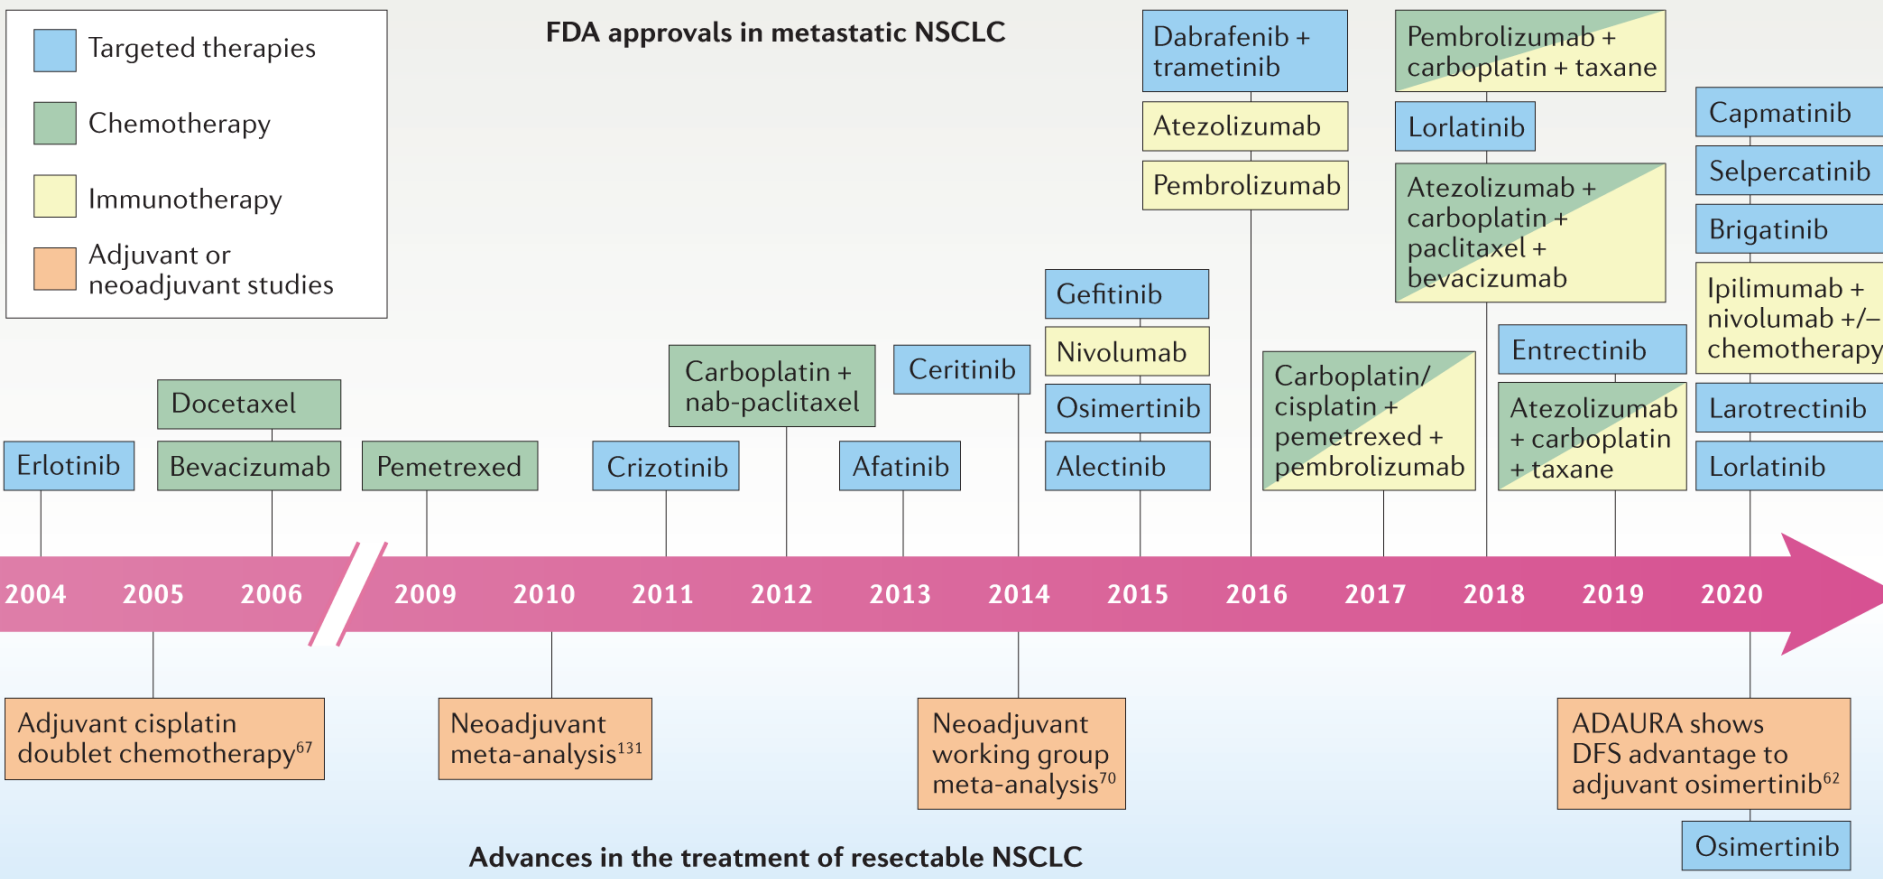 FDA approvals in metastatic NSCLC
Targeted therapies
Chemotherapy
Immunotherapy
Adjuvant or
neoadjuvant studies
Erlotinib
Docetaxel
Bevacizumab
Pemetrexed
Crizotinib
Carboplatin +
nab-paclitaxel
Afatinib
Ceritinib
Gefitinib
Nivolumab
Osimertinib
Alectinib
Dabrafenib +
trametinib
Atezolizumab
Pembrolizumab
Carboplatin/
cisplatin +
pemetrexed +
pembrolizumab
Pembrolizumab +
carboplatin + taxane
Lorlatinib
Atezolizumab +
carboplatin +
paclitaxel +
bevacizumab
Entrectinib
Atezolizumab
+ carboplatin
+ taxane
Capmatinib
Selpercatinib
Brigatinib
Ipilimumab +
nivolumab +/–
chemotherapy
Larotrectinib
Lorlatinib
2004 2005 2006 2009 2010 2011 2012 2013 2014 2015 2016 2017 2018 2019 2020
Adjuvant cisplatin
doublet chemotherapy67
Neoadjuvant
meta-analysis131
Neoadjuvant
working group
meta-analysis70
ADAURA shows
DFS advantage to
adjuvant osimertinib62
Osimertinib
Advances in the treatment of resectable NSCLC